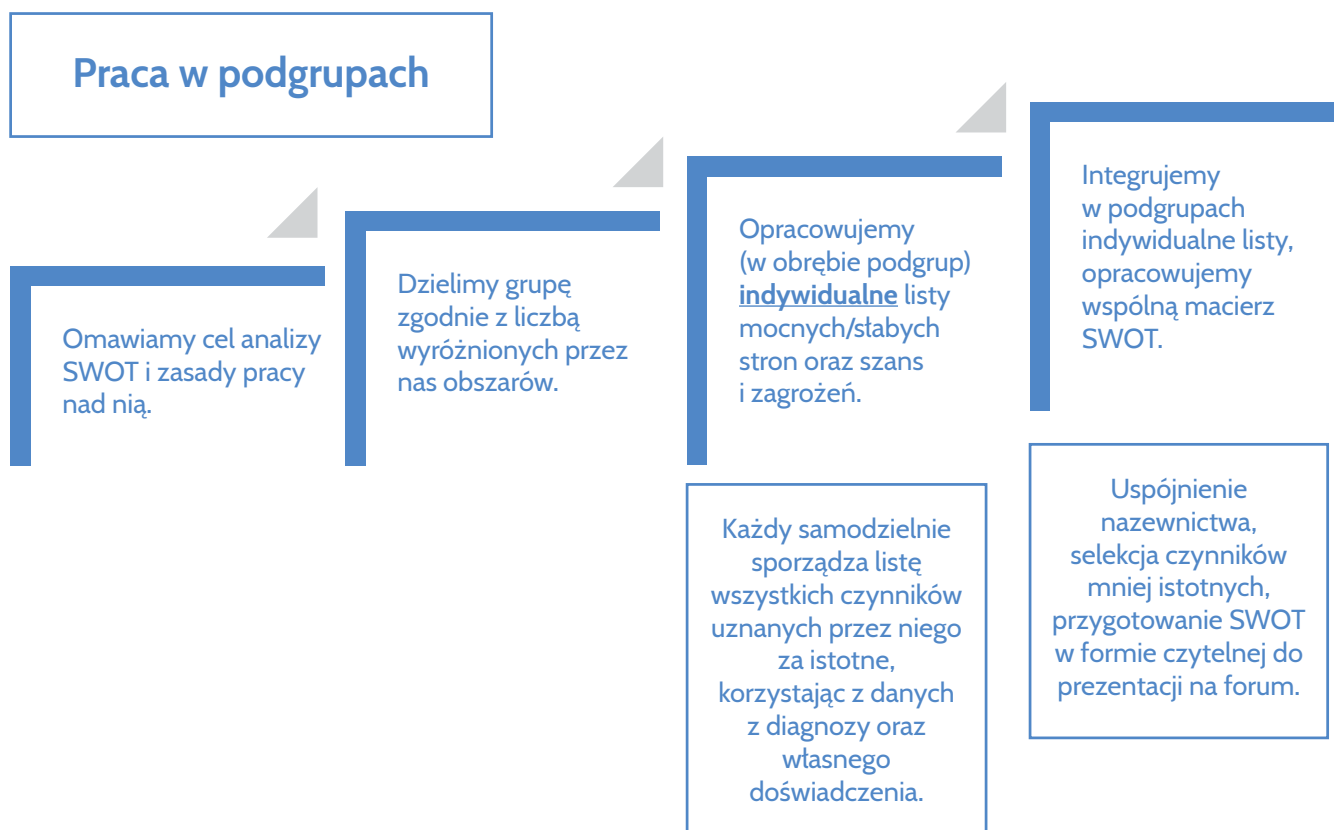 Praca w podgrupach
Omawiamy cel analizy
SWOT i zasady pracy
nad nią.
Dzielimy grupę
zgodnie z liczbą
wyróżnionych przez
nas obszarów.
Opracowujemy
(w obrębie podgrup)
indywidualne listy
mocnych/słabych
stron oraz szans
i zagrożeń.
Każdy samodzielnie
sporządza listę
wszystkich czynników
uznanych przez niego
za istotne,
korzystając z danych
z diagnozy oraz
własnego
doświadczenia.
Integrujemy
w podgrupach
indywidualne listy,
opracowujemy
wspólną macierz
SWOT.
Uspójnienie
nazewnictwa,
selekcja czynników
mniej istotnych,
przygotowanie SWOT
w formie czytelnej do
prezentacji na forum.